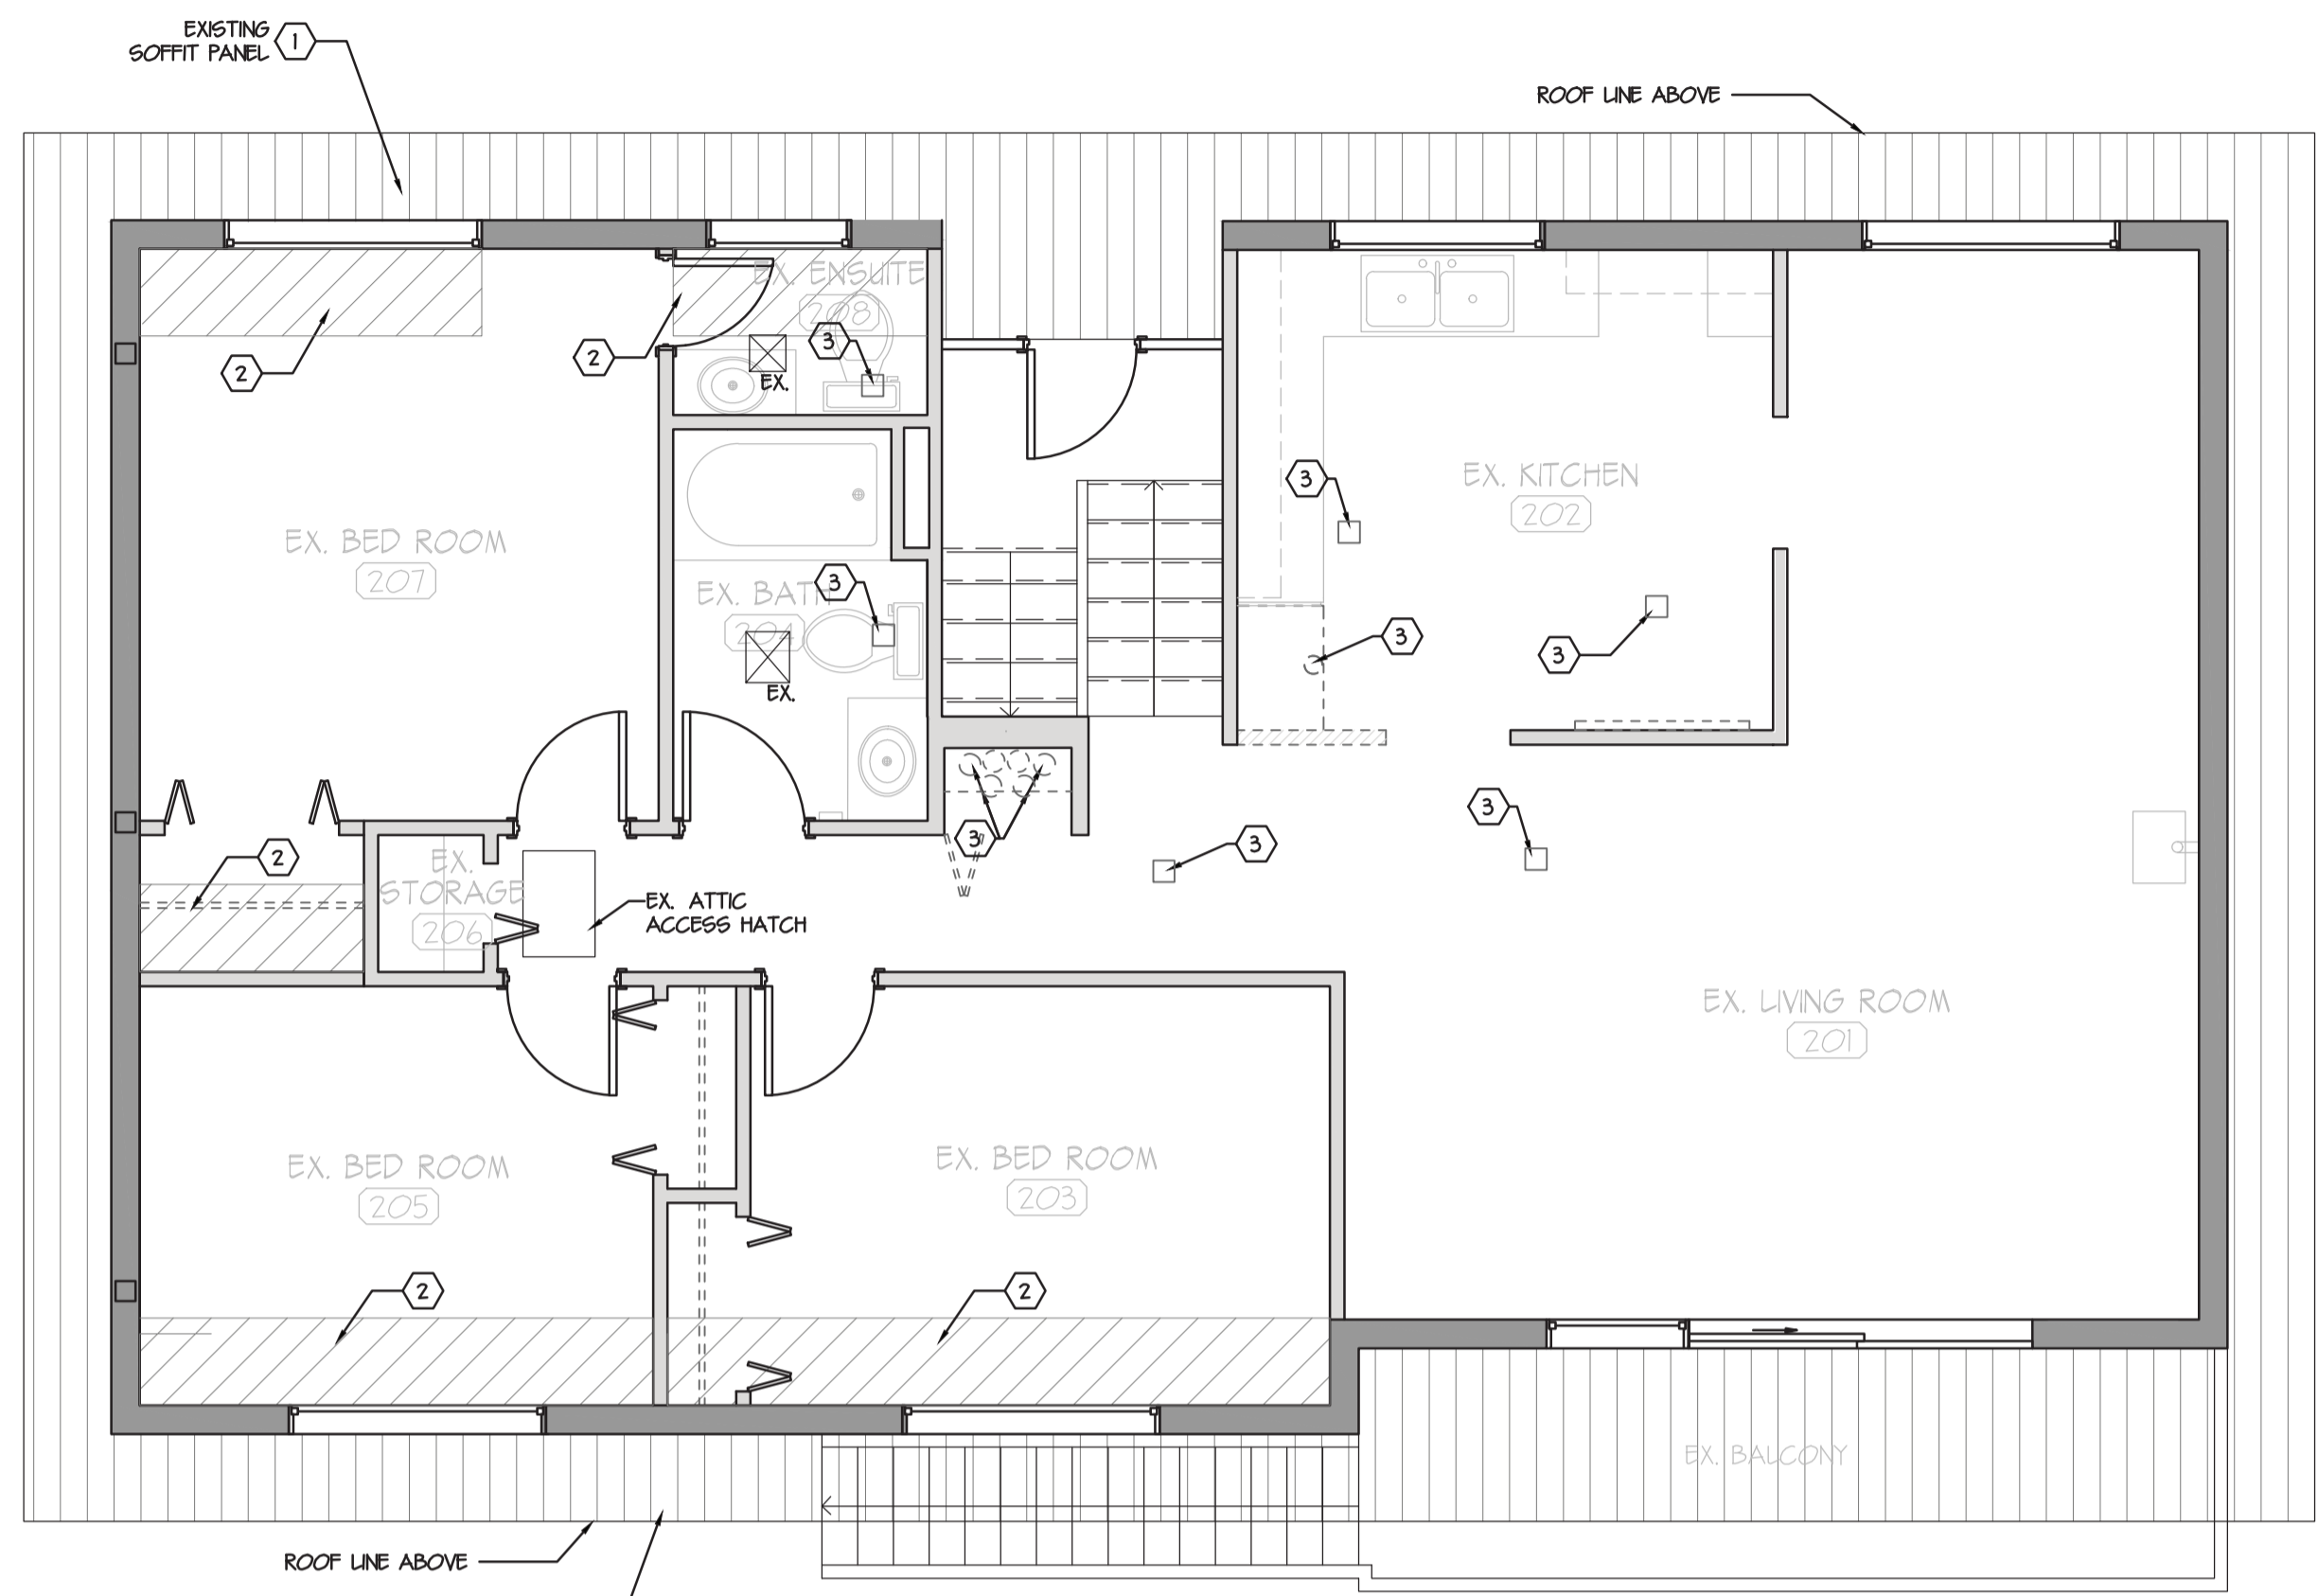 EXISTING
SOFFIT PANEL
1
ROOF LINE ABOVE
EX. ENSUITE
208
2
2
3
EX.
EX. KITCHEN
202
3
EX. BED ROOM
207
EX. BATH
204
3
EX.
3
3
3
3
3
2
EX.
STORAGE
206
EX. ATTIC
ACCESS HATCH
EX. LIVING ROOM
201
EX. BED ROOM
205
EX. BED ROOM
203
2
2
EX. BALCONY
ROOF LINE ABOVE